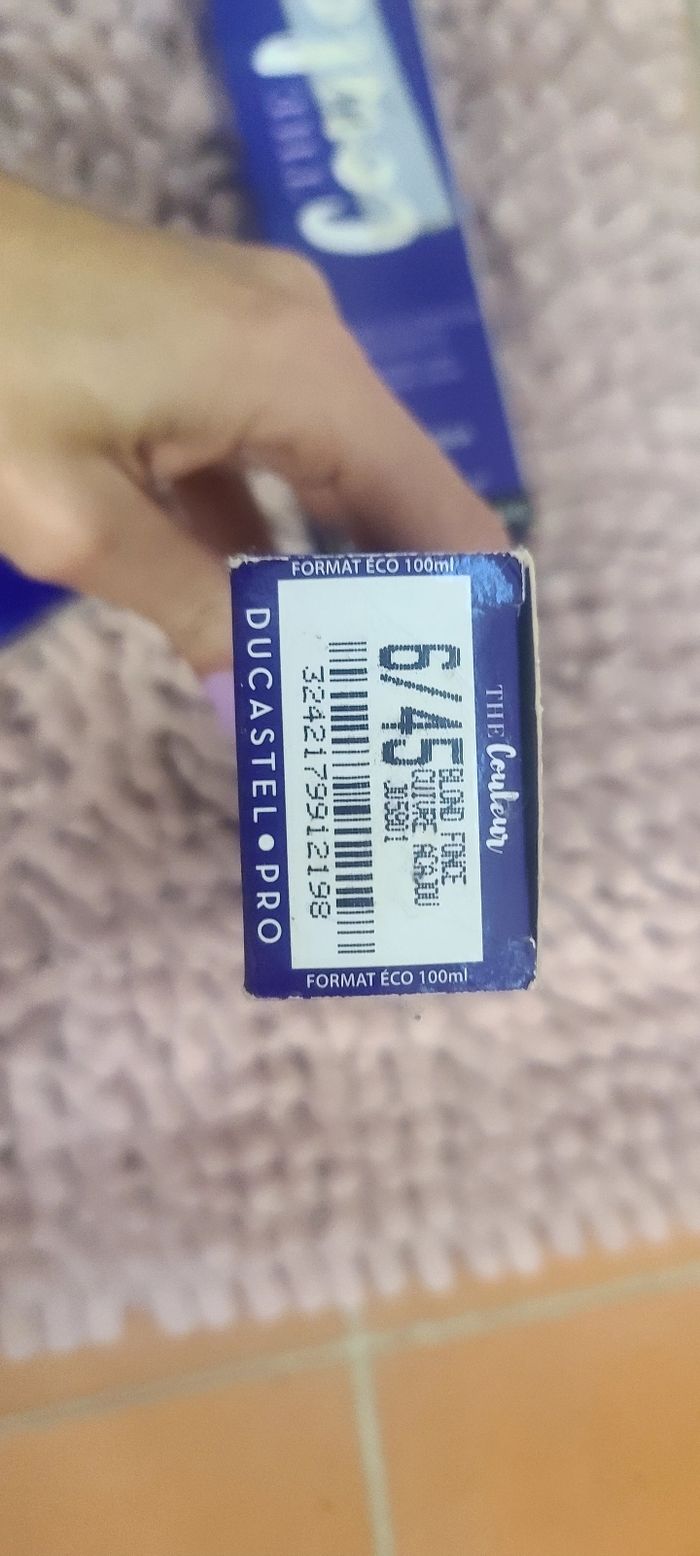 THE Couleur
FORMAT ÉCO 100ml
6/45
BLOND FONCE
CUIVRE ACAJOU
3242179912198
DUCASTEL • PRO
FORMAT ÉCO 100ml